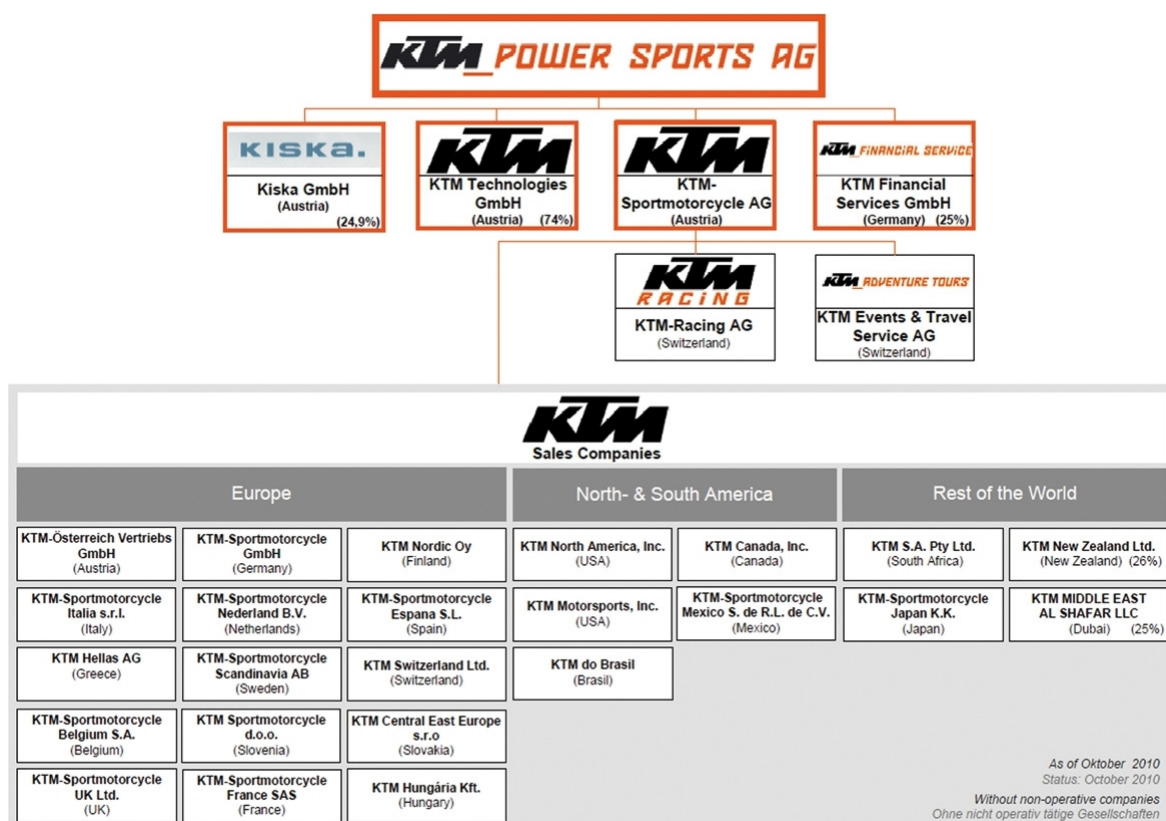 KTM_POWER SPORTS AG
KISKA.
Kiska GmbH
(Austria)
(24,9%)
KTM
KTM Technologies
GmbH
(Austria) (74%)
KTM
KTM-
Sportmotorcycle AG
(Austria)
KTM_FINANCIAL SERVICE
KTM Financial
Services GmbH
(Germany) (25%)
KTM
RACING
KTM-Racing AG
(Switzerland)
KTM_ADVENTURE TOURS
KTM Events & Travel
Service AG
(Switzerland)
KTM
Sales Companies
Europe
North- & South America
Rest of the World
KTM-Österreich Vertriebs
GmbH
(Austria)
KTM-Sportmotorcycle
GmbH
(Germany)
KTM Nordic Oy
(Finland)
KTM North America, Inc.
(USA)
KTM Canada, Inc.
(Canada)
KTM S.A. Pty Ltd.
(South Africa)
KTM New Zealand Ltd.
(New Zealand) (26%)
KTM-Sportmotorcycle
Italia s.r.l.
(Italy)
KTM-Sportmotorcycle
Nederland B.V.
(Netherlands)
KTM-Sportmotorcycle
Espana S.L.
(Spain)
KTM Motorsports, Inc.
(USA)
KTM-Sportmotorcycle
Mexico S. de R.L. de C.V.
(Mexico)
KTM-Sportmotorcycle
Japan K.K.
(Japan)
KTM MIDDLE EAST
AL SHAFAR LLC
(Dubai) (25%)
KTM Hellas AG
(Greece)
KTM-Sportmotorcycle
Scandinavia AB
(Sweden)
KTM Switzerland Ltd.
(Switzerland)
KTM do Brasil
(Brasil)
KTM-Sportmotorcycle
Belgium S.A.
(Belgium)
KTM Sportmotorcycle
d.o.o.
(Slovenia)
KTM Central East Europe
s.r.o
(Slovakia)
KTM-Sportmotorcycle
UK Ltd.
(UK)
KTM-Sportmotorcycle
France SAS
(France)
KTM Hungária Kft.
(Hungary)
As of Oktober 2010
Status: October 2010
Without non-operative companies
Ohne nicht operativ tätige Gesellschaften